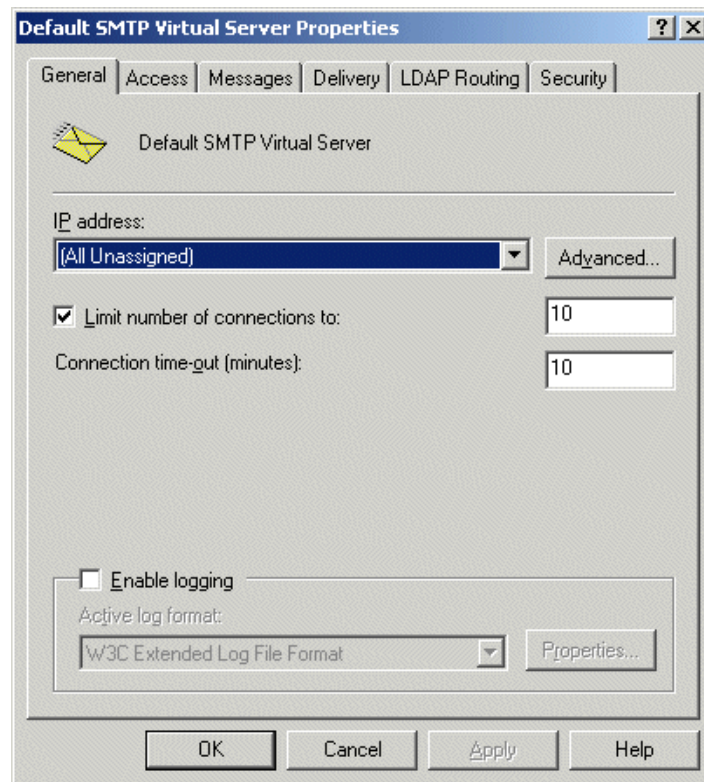 Default SMTP Virtual Server Properties
General Access Messages Delivery LDAP Routing Security
Default SMTP Virtual Server
IP address:
(All Unassigned) Advanced...
Limit number of connections to: 10
Connection time-out (minutes): 10
Enable logging
Active log format:
W3C Extended Log File Format Properties...
OK Cancel Apply Help